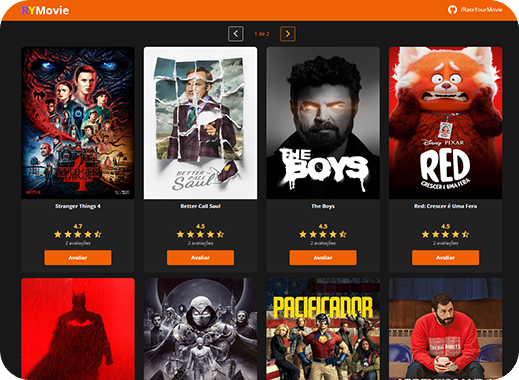 RYMovie
/RateYourMovie
1 de 2
NETFLIX
4
BETTER
CALL
Saul
THE
BOYS
DISNEY PIXAR
RED
CRESCER É UMA FERA
Stranger Things 4
Better Call Saul
The Boys
Red: Crescer é Uma Fera
4.7
4.5
4.5
4.5
2 avaliações
2 avaliações
2 avaliações
2 avaliações
Avaliar
Avaliar
Avaliar
Avaliar
PACIFICADOR